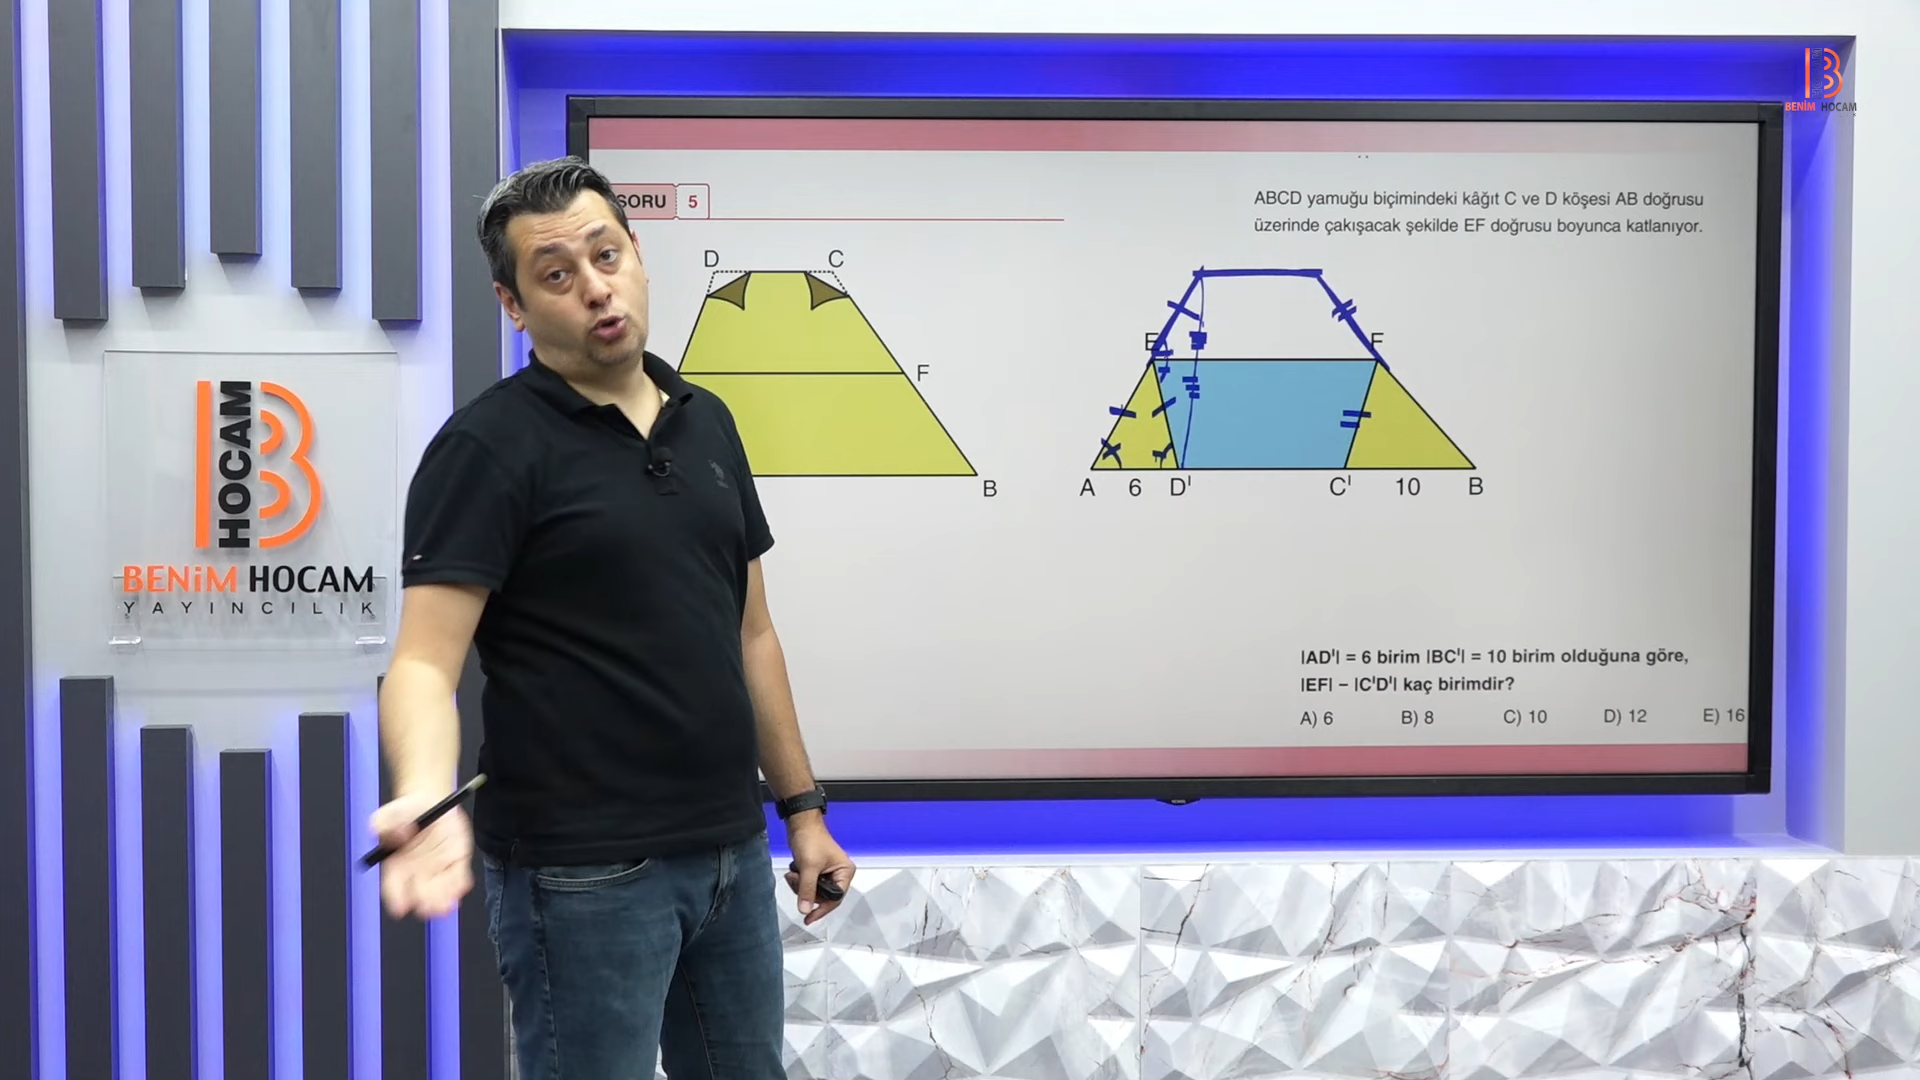 BENİM HOCAM
SORU 5
ABCD yamuğu biçimindeki kâğıt C ve D köşesi AB doğrusu
üzerinde çakışacak şekilde EF doğrusu boyunca katlanıyor.
D C
F
B
E F
A 6 D' C' 10 B
HOCAM
BENİM HOCAM
YAYINCILIK
|AD'| = 6 birim |BC'| = 10 birim olduğuna göre,
|EF| – |C'D'| kaç birimdir?
A) 6 B) 8 C) 10 D) 12 E) 16